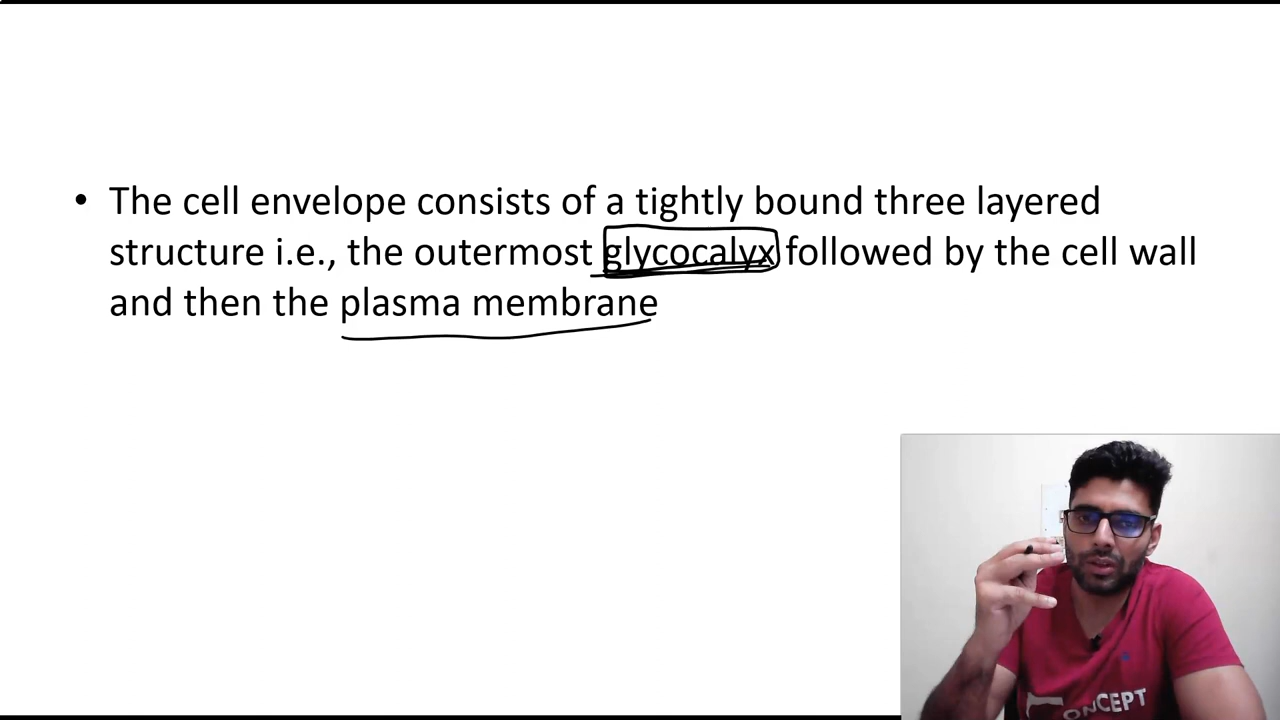 • The cell envelope consists of a tightly bound three layered
structure i.e., the outermost glycocalyx followed by the cell wall
and then the plasma membrane